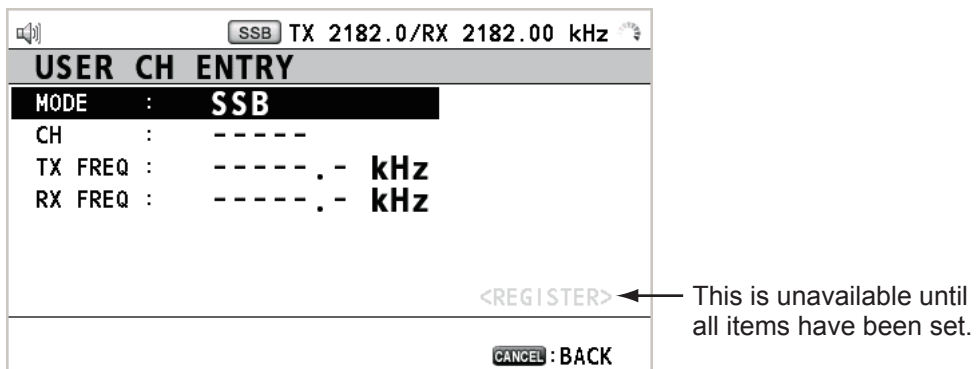 SSB TX 2182.0/RX 2182.00 kHz
USER CH ENTRY
MODE : SSB
CH : -----
TX FREQ : -----.- kHz
RX FREQ : -----.- kHz
<REGISTER>
This is unavailable until
all items have been set.
CANCEL : BACK